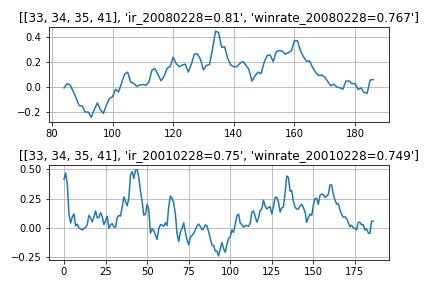 [[33, 34, 35, 41], 'ir_20080228=0.81', 'winrate_20080228=0.767']
0.4
0.2
0.0
−0.2
80 100 120 140 160 180
[[33, 34, 35, 41], 'ir_20010228=0.75', 'winrate_20010228=0.749']
0.50
0.25
0.00
−0.25
0 25 50 75 100 125 150 175